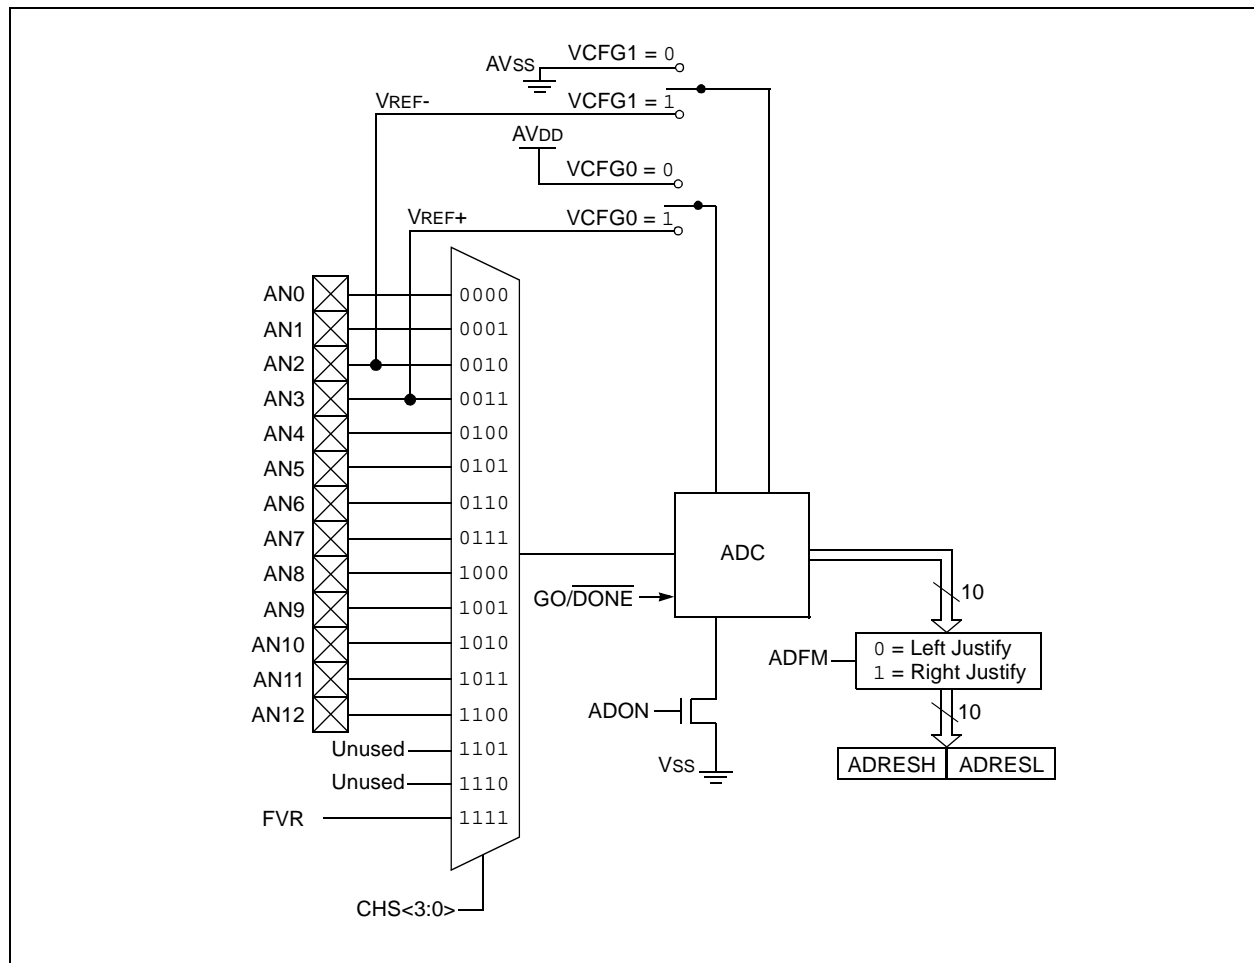 AVSS
VCFG1 = 0
VREF-
VCFG1 = 1
AVDD
VCFG0 = 0
VREF+
VCFG0 = 1
AN0 0000
AN1 0001
AN2 0010
AN3 0011
AN4 0100
AN5 0101
AN6 0110
AN7 0111
AN8 1000
AN9 1001
AN10 1010
AN11 1011
AN12 1100
Unused 1101
Unused 1110
FVR 1111
CHS<3:0>
ADC
GO/DONE
10
ADFM
0 = Left Justify
1 = Right Justify
ADON
10
VSS
ADRESH ADRESL